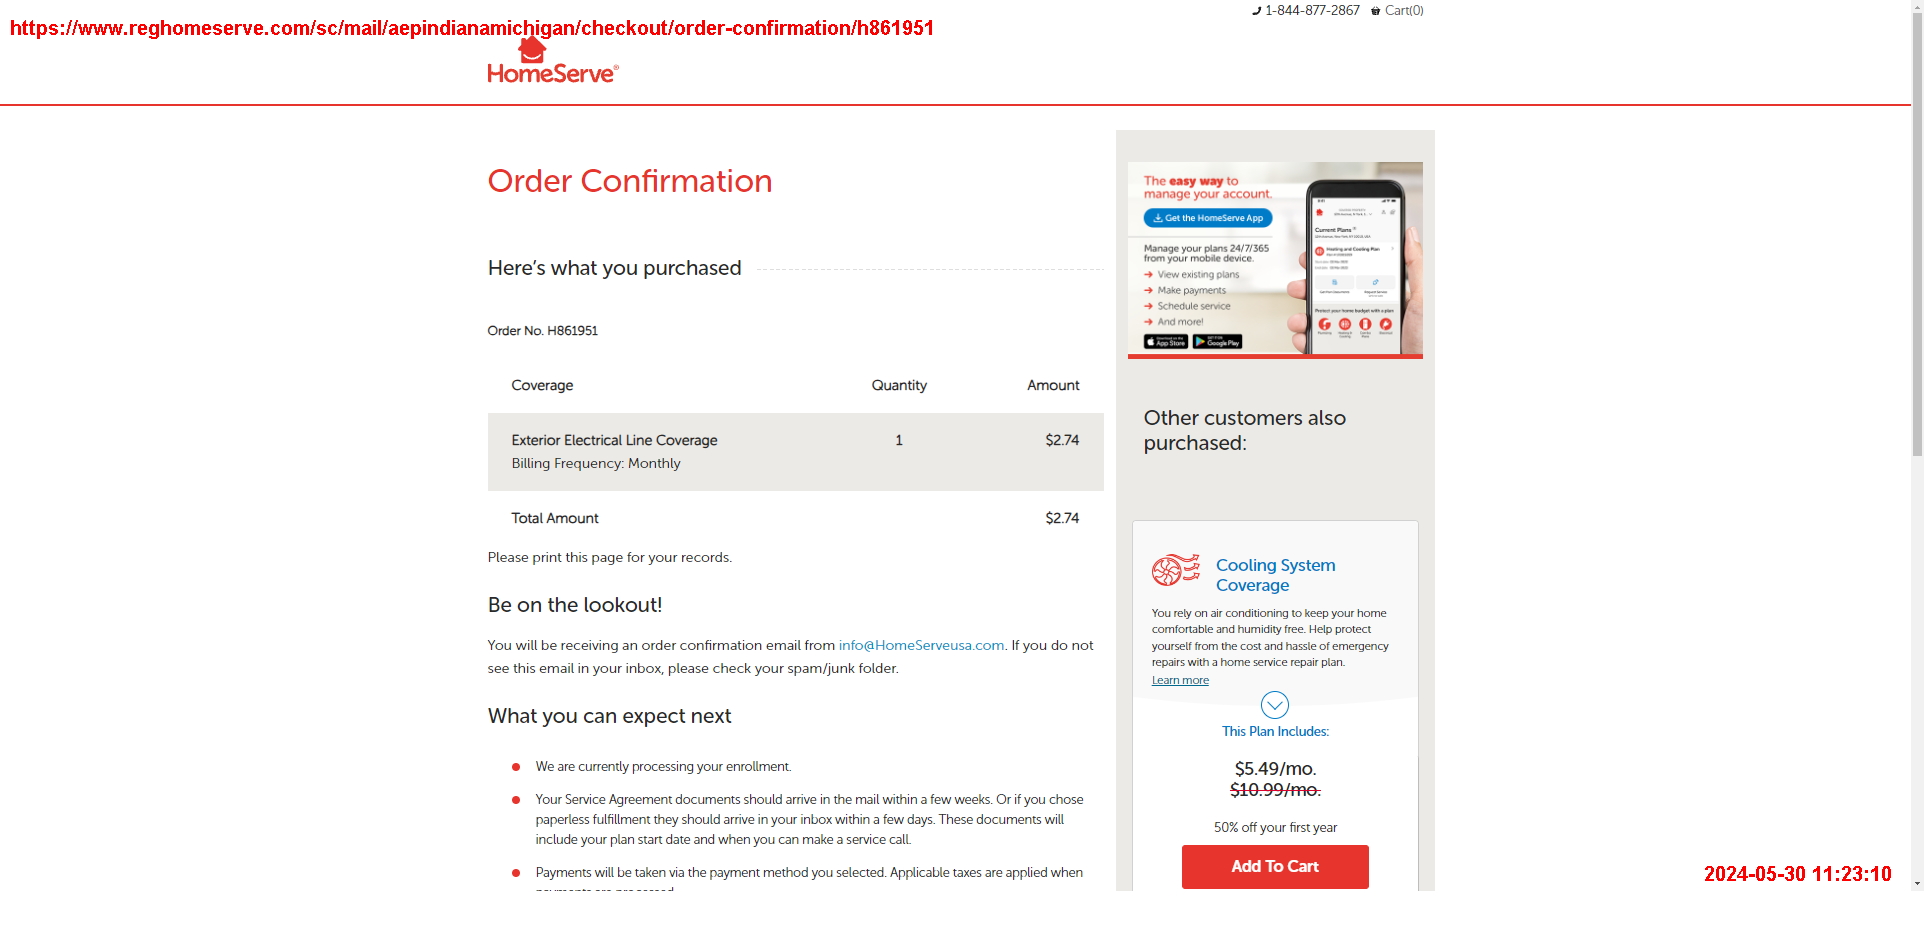 https://www.reghomeserve.com/sc/mail/aepindianamichigan/checkout/order-confirmation/h861951
1-844-877-2867 Cart(0)
HomeServe®
Order Confirmation
Here's what you purchased
Order No. H861951
Coverage Quantity Amount
Exterior Electrical Line Coverage 1 $2.74
Billing Frequency: Monthly
Total Amount $2.74
Please print this page for your records.
Be on the lookout!
You will be receiving an order confirmation email from info@HomeServeusa.com. If you do not
see this email in your inbox, please check your spam/junk folder.
What you can expect next
We are currently processing your enrollment.
Your Service Agreement documents should arrive in the mail within a few weeks. Or if you chose
paperless fulfillment they should arrive in your inbox within a few days. These documents will
include your plan start date and when you can make a service call.
Payments will be taken via the payment method you selected. Applicable taxes are applied when
The easy way to
manage your account.
Get the HomeServe App
Manage your plans 24/7/365
from your mobile device.
View existing plans
Make payments
Schedule service
And more!
App Store
Google Play
Current Plans
Heating and Cooling Plan
Protect your home budget with a plan
Other customers also
purchased:
Cooling System
Coverage
You rely on air conditioning to keep your home
comfortable and humidity free. Help protect
yourself from the cost and hassle of emergency
repairs with a home service repair plan.
Learn more
This Plan Includes:
$5.49/mo.
$10.99/mo.
50% off your first year
Add To Cart
2024-05-30 11:23:10